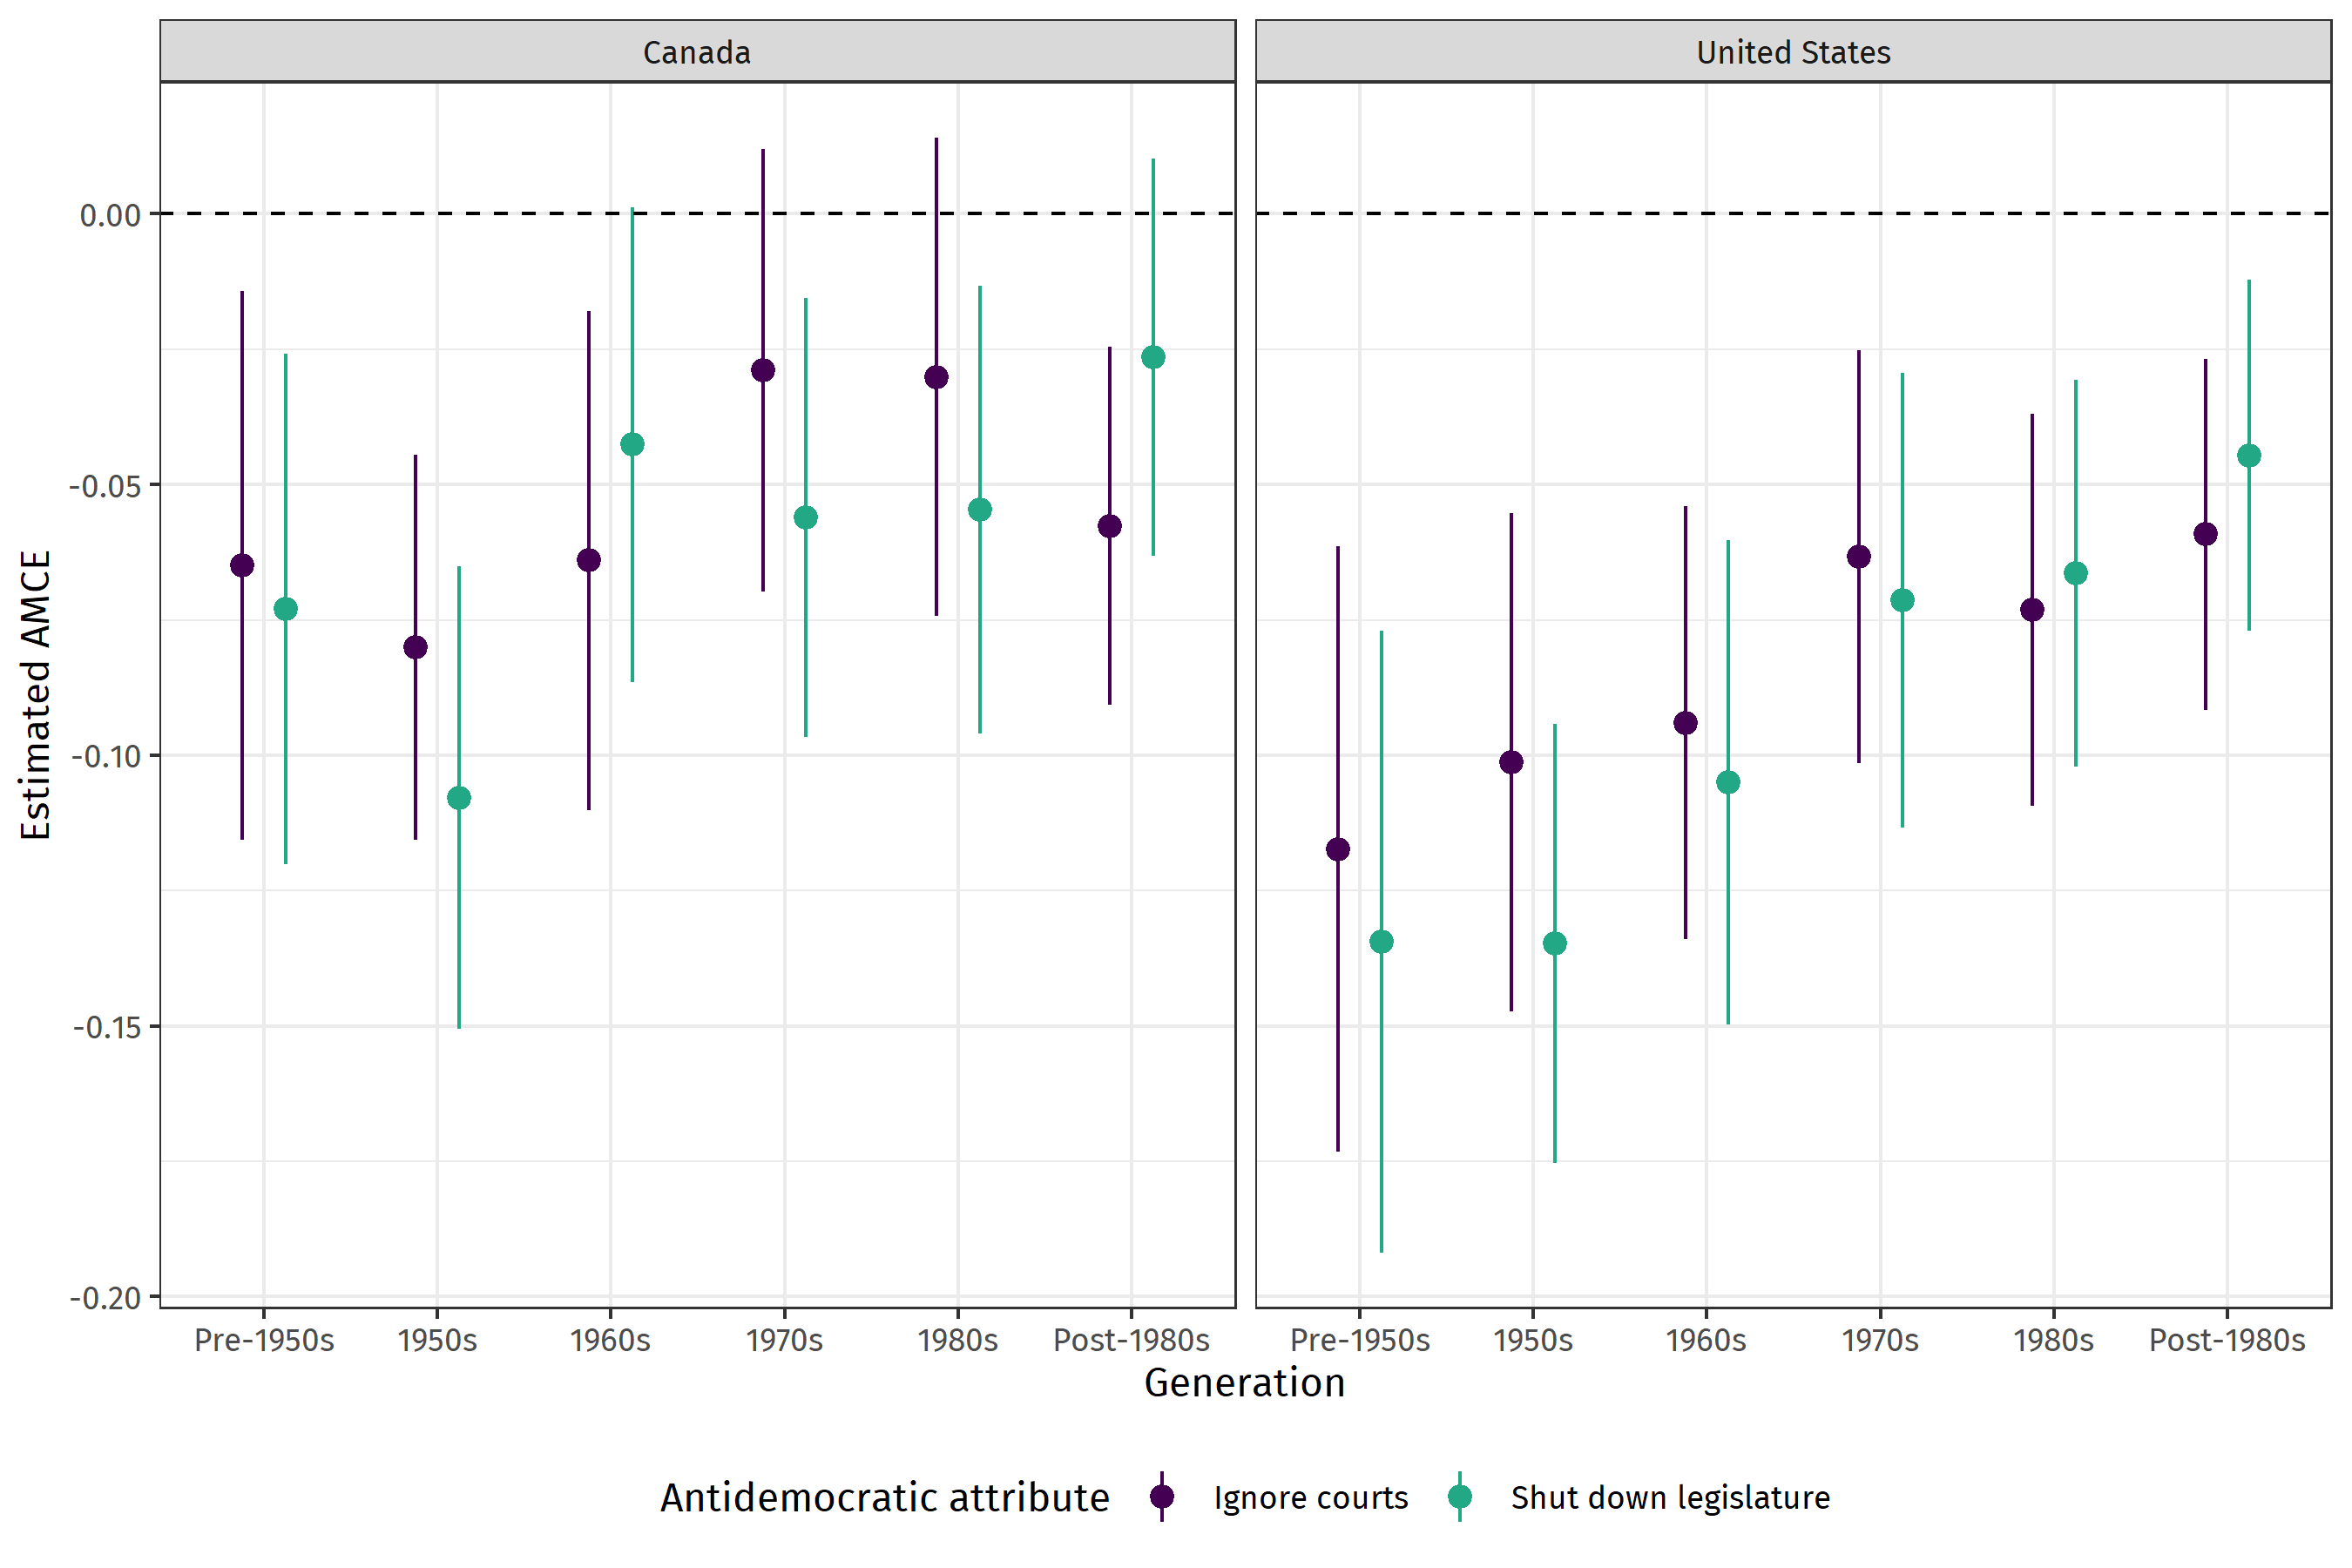 Canada
United States
Estimated AMCE
0.00
-0.05
-0.10
-0.15
-0.20
Pre-1950s 1950s 1960s 1970s 1980s Post-1980s
Pre-1950s 1950s 1960s 1970s 1980s Post-1980s
Generation
Antidemocratic attribute Ignore courts Shut down legislature